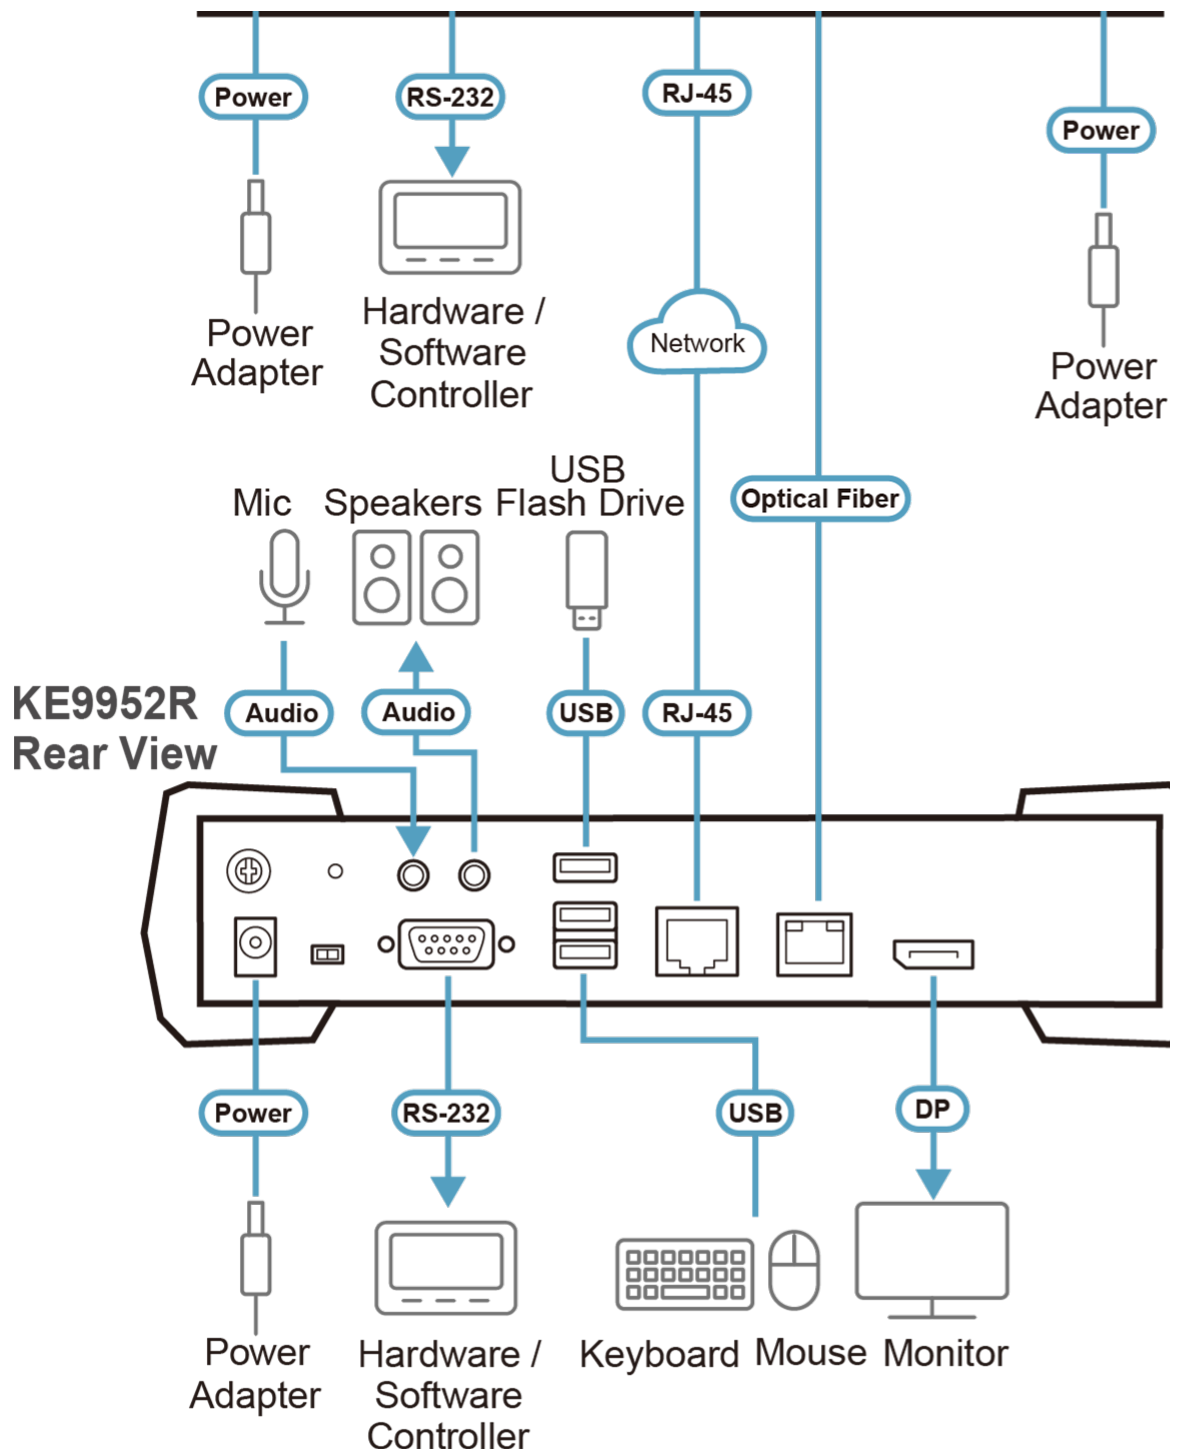 Power
RS-232
RJ-45
Power
Hardware /
Software
Controller
Power
Adapter
Network
Power
Adapter
USB
Flash Drive
Mic
Speakers
Optical Fiber
KE9952R
Rear View
Audio
Audio
USB
RJ-45
Power
RS-232
USB
DP
Power
Adapter
Hardware /
Software
Controller
Keyboard
Mouse
Monitor